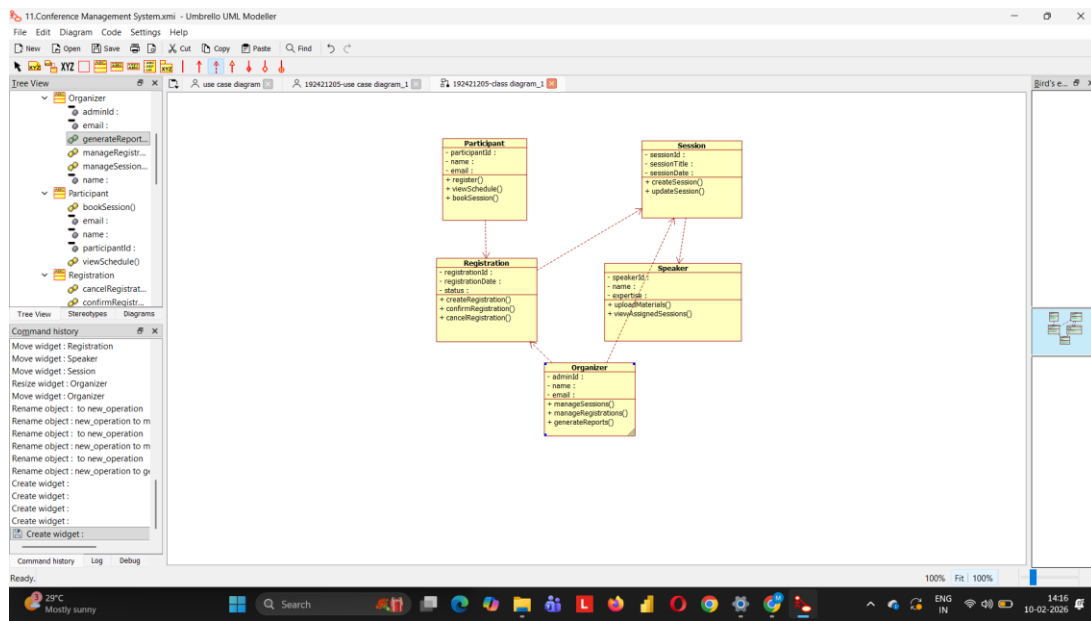 11.Conference Management System.xmi - Umbrello UML Modeller
File Edit Diagram Code Settings Help
New Open Save Cut Copy Paste Find
XYZ
Tree View
use case diagram 192421205-use case diagram_1 192421205-class diagram_1
Bird's e...
Organizer
adminId :
email :
generateReport...
manageRegistr...
manageSession...
name :
Participant
bookSession()
email :
name :
participantId :
viewSchedule()
Registration
cancelRegistrat...
confirmRegistr...
Tree View Stereotypes Diagrams
Command history
Move widget : Registration
Move widget : Speaker
Move widget : Session
Resize widget : Organizer
Move widget : Organizer
Rename object : to new_operation
Rename object : new_operation to m
Rename object : to new_operation
Rename object : new_operation to m
Rename object : to new_operation
Rename object : new_operation to ge
Create widget :
Create widget :
Create widget :
Create widget :
Create widget :
Command history Log Debug
Participant
- participantId :
- name :
- email :
+ register()
+ viewSchedule()
+ bookSession()
Session
- sessionId :
- sessionTitle :
- sessionDate :
+ createSession()
+ updateSession()
Registration
- registrationId :
- registrationDate :
- status :
+ createRegistration()
+ confirmRegistration()
+ cancelRegistration()
Speaker
- speakerId :
- name :
- expertise :
+ uploadMaterials()
+ viewAssignedSessions()
Organizer
- adminId :
- name :
- email :
+ manageSessions()
+ manageRegistrations()
+ generateReports()
Ready.
100% Fit 100%
3
29°C
Mostly sunny
Search
ENG
IN
14:16
10-02-2026